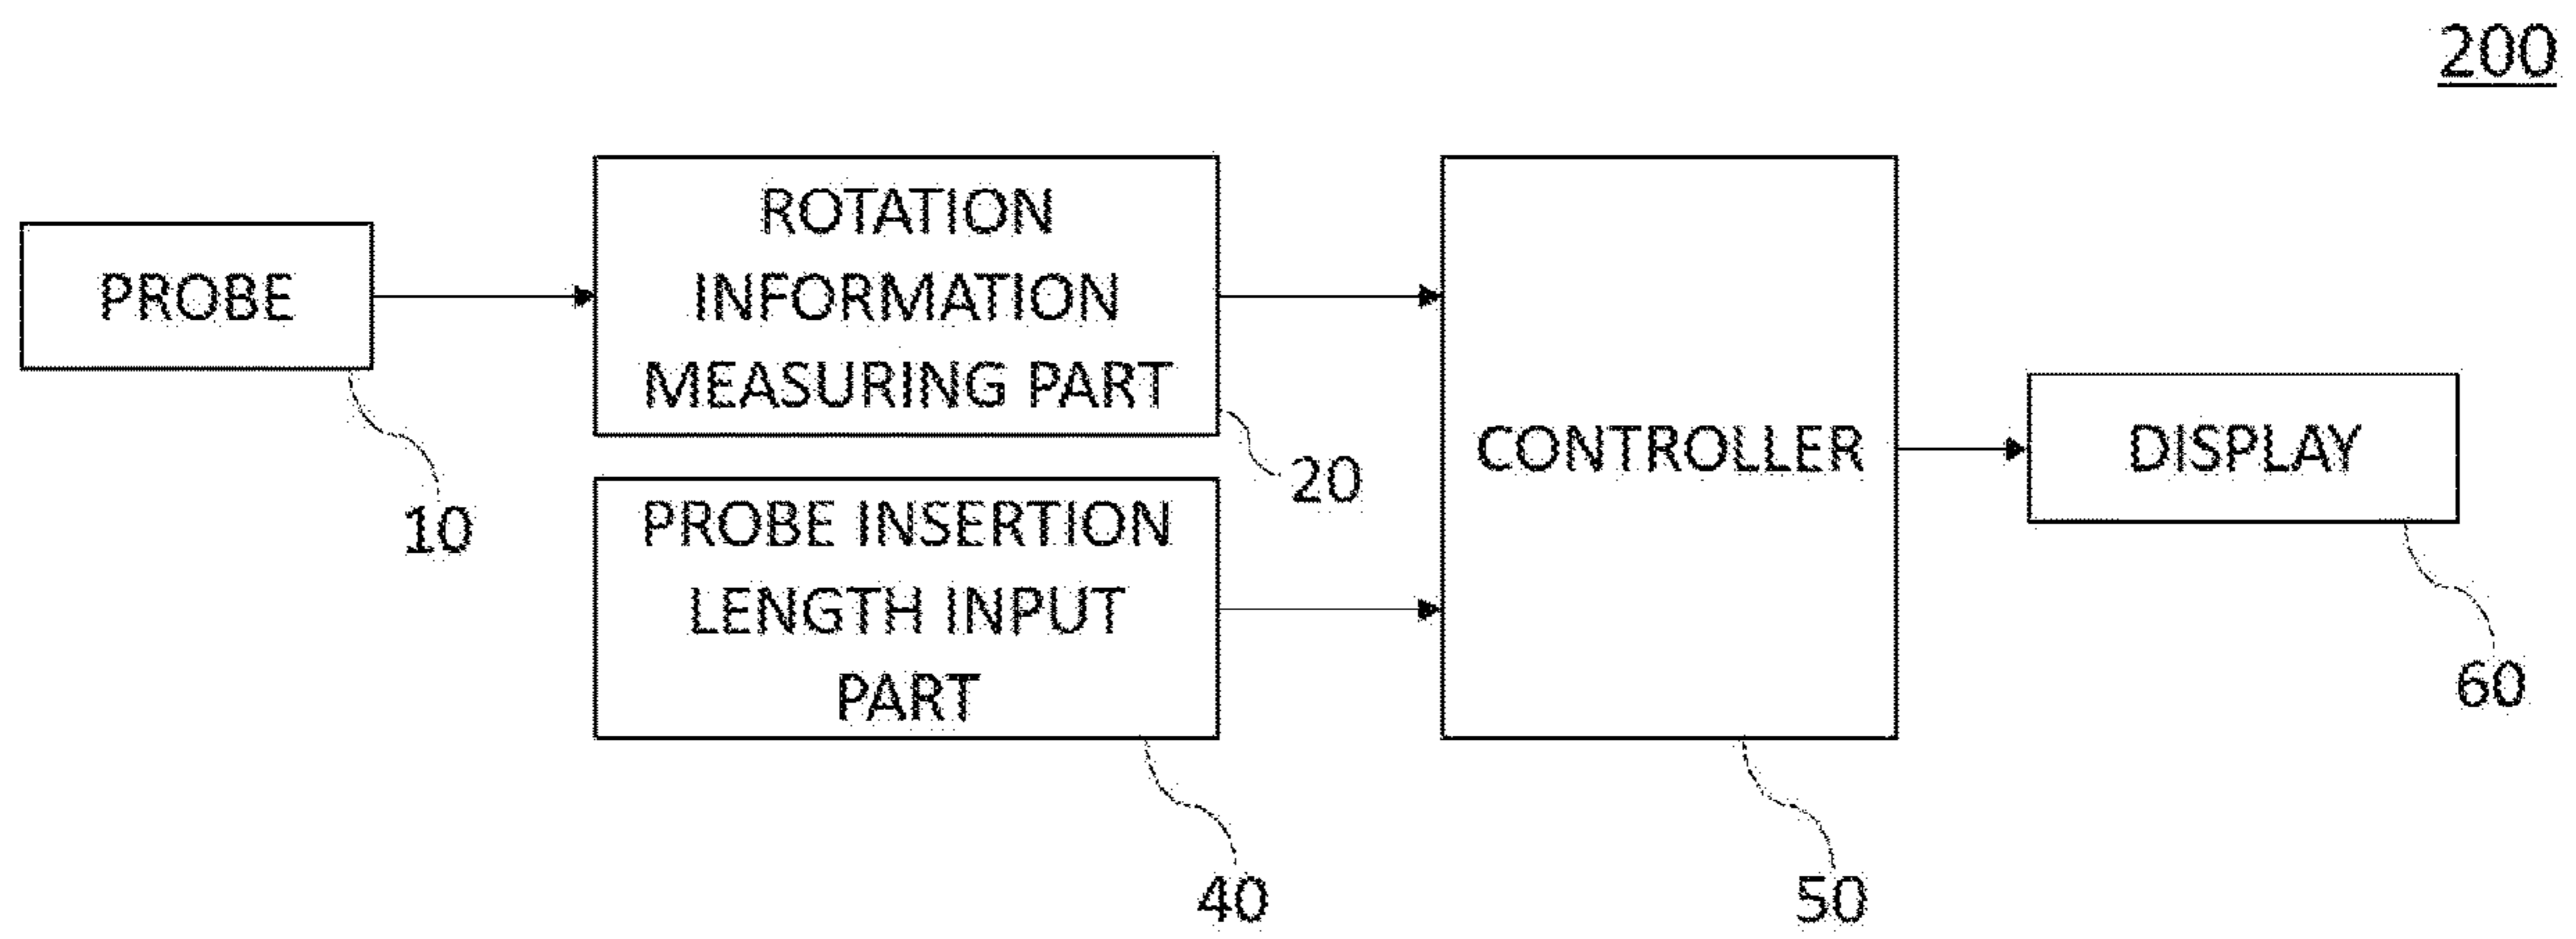 200
PROBE
10
ROTATION
INFORMATION
MEASURING PART
20
PROBE INSERTION
LENGTH INPUT
PART
40
CONTROLLER
50
DISPLAY
60